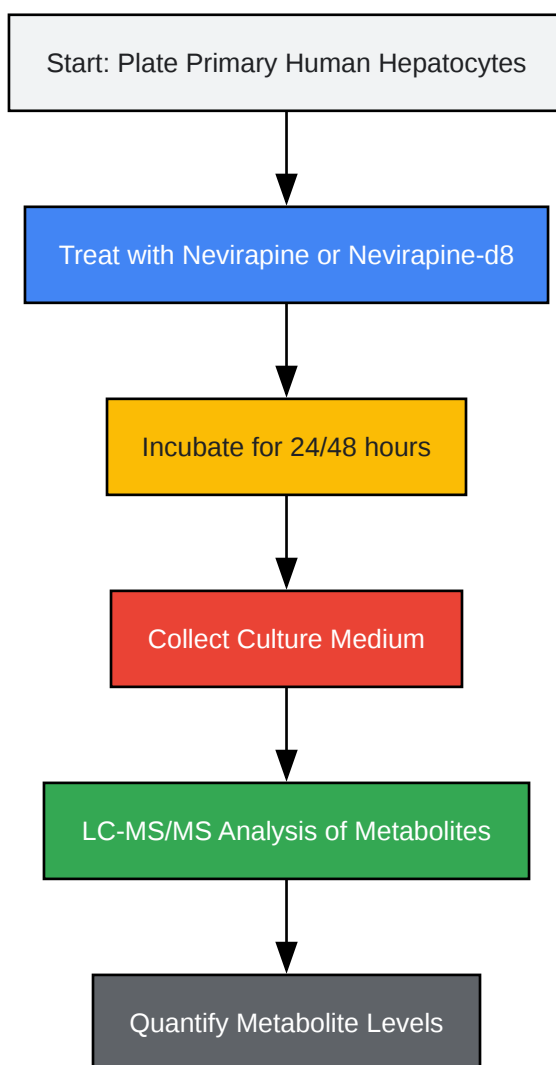 Start: Plate Primary Human Hepatocytes
Treat with Nevirapine or Nevirapine-d8
Incubate for 24/48 hours
Collect Culture Medium
LC-MS/MS Analysis of Metabolites
Quantify Metabolite Levels